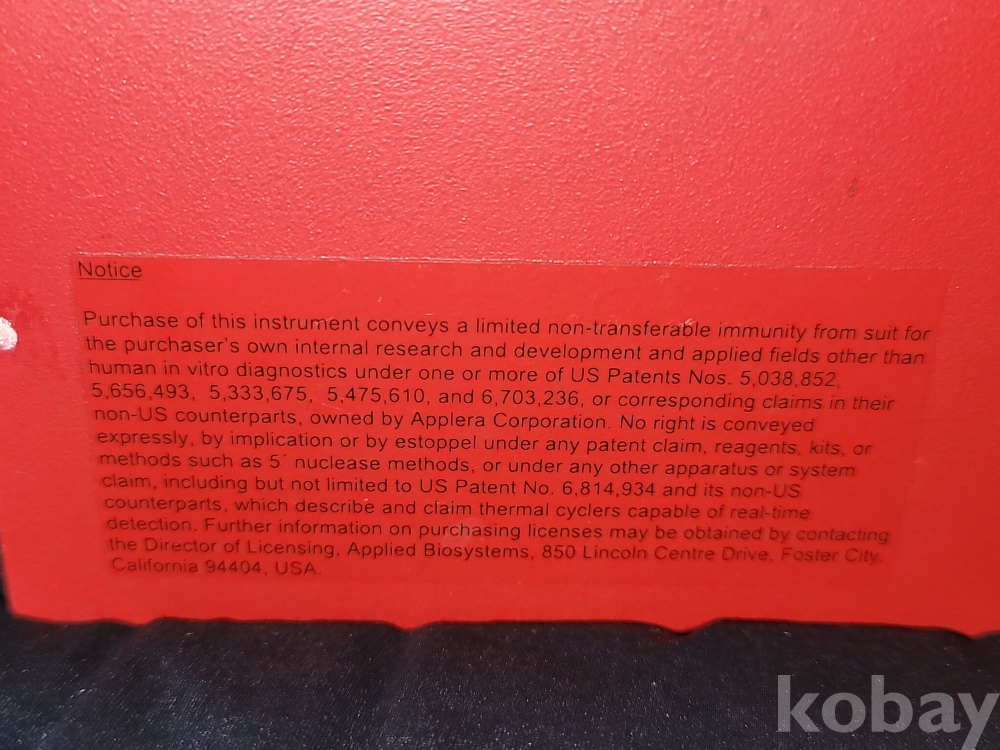 Notice
Purchase of this instrument conveys a limited non-transferable immunity from suit for
the purchaser's own internal research and development and applied fields other than
human in vitro diagnostics under one or more of US Patents Nos. 5,038,852,
5,656,493, 5,333,675, 5,475,610, and 6,703,236, or corresponding claims in their
non-US counterparts, owned by Applera Corporation. No right is conveyed
expressly, by implication or by estoppel under any patent claim, reagents, kits, or
methods such as 5´ nuclease methods, or under any other apparatus or system
claim, including but not limited to US Patent No. 6,814,934 and its non-US
counterparts, which describe and claim thermal cyclers capable of real-time
detection. Further information on purchasing licenses may be obtained by contacting
the Director of Licensing, Applied Biosystems, 850 Lincoln Centre Drive, Foster City,
California 94404, USA.
kobay